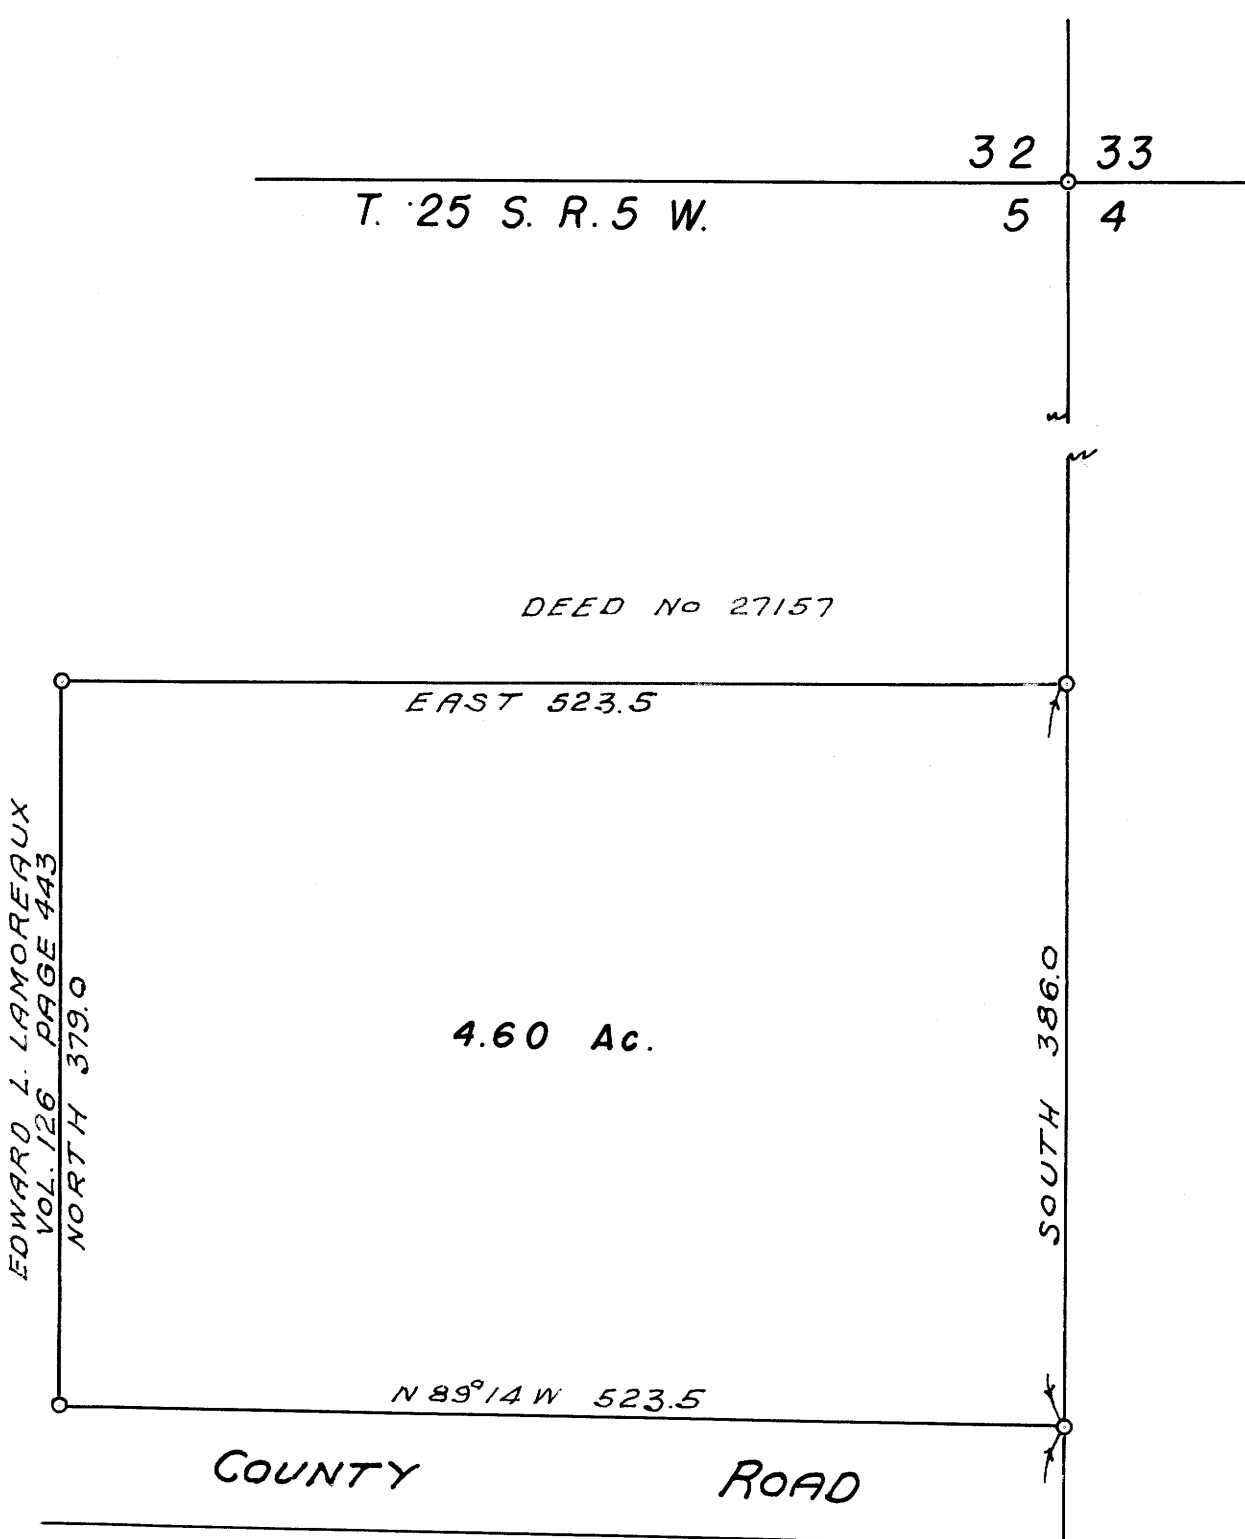 32 33
T. 25 S. R. 5 W.
5 4
DEED No 27157
EAST 523.5
EDWARD L. LAMOREAUX
VOL. 126 PAGE 443
NORTH 379.0
4.60 Ac.
SOUTH 386.0
N 89°14 W 523.5
COUNTY ROAD